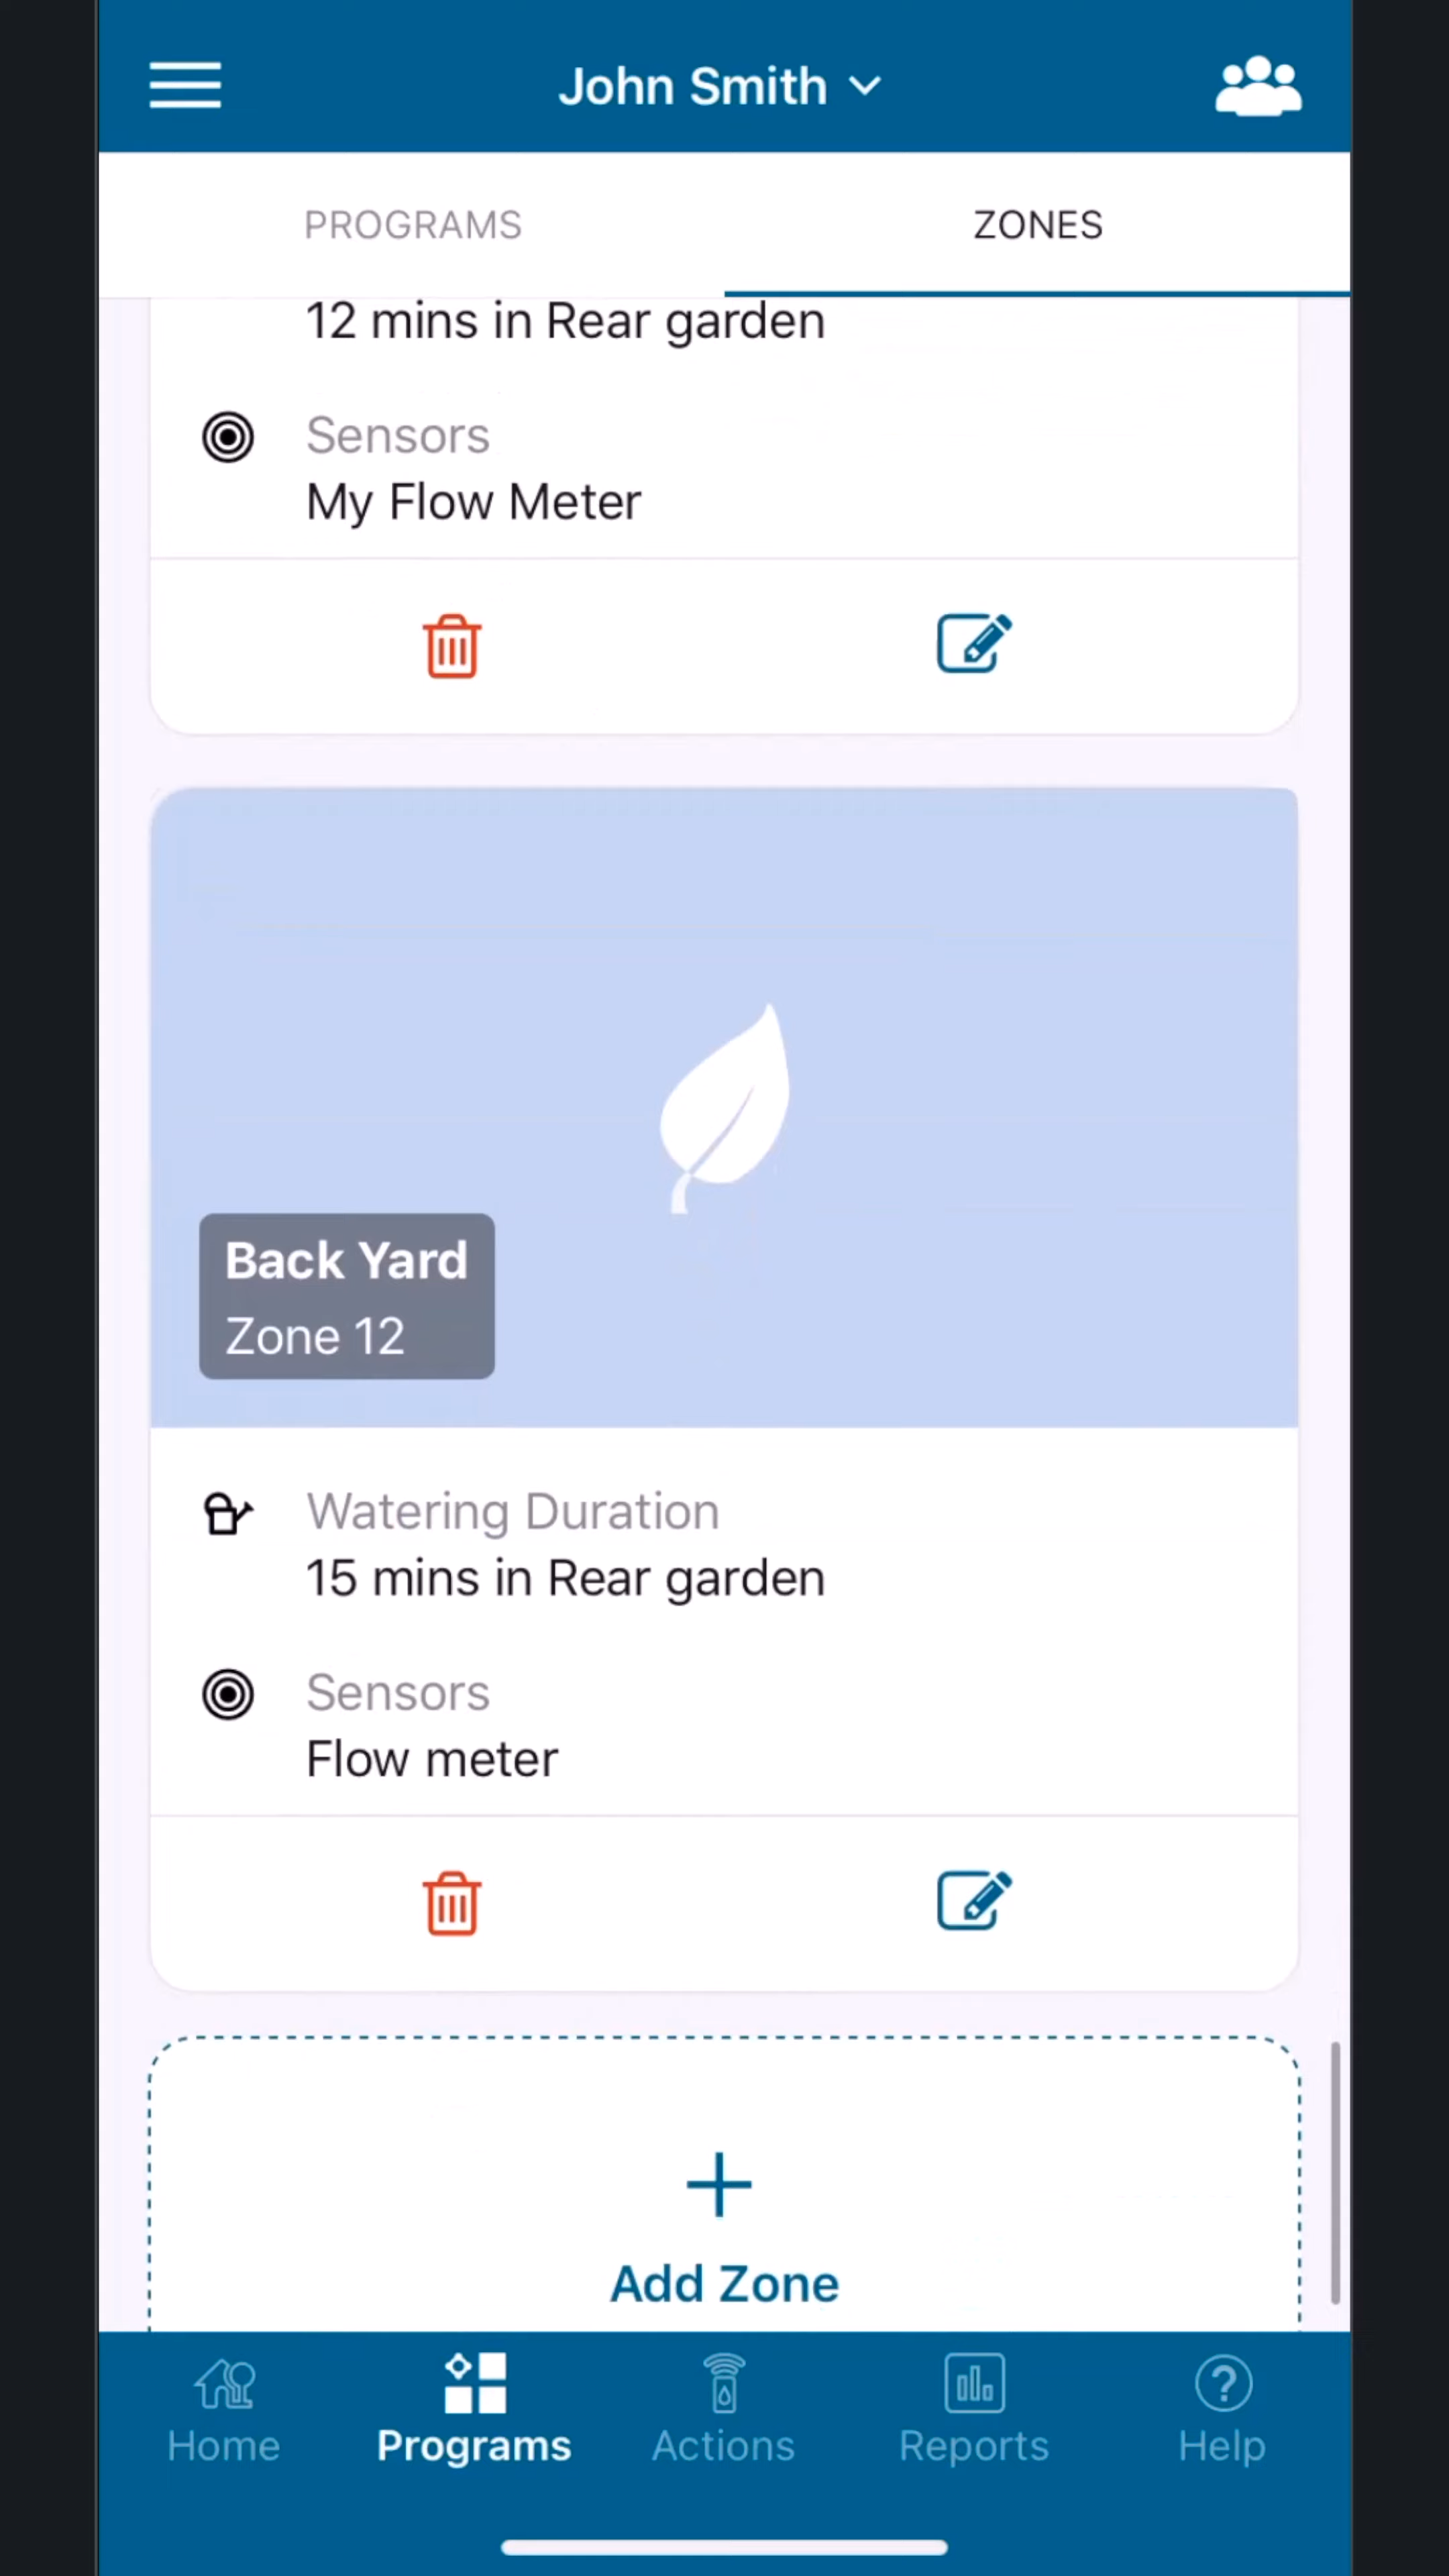 John Smith
PROGRAMS
ZONES
12 mins in Rear garden
Sensors
My Flow Meter
Back Yard
Zone 12
Watering Duration
15 mins in Rear garden
Sensors
Flow meter
Add Zone
Home
Programs
Actions
Reports
Help